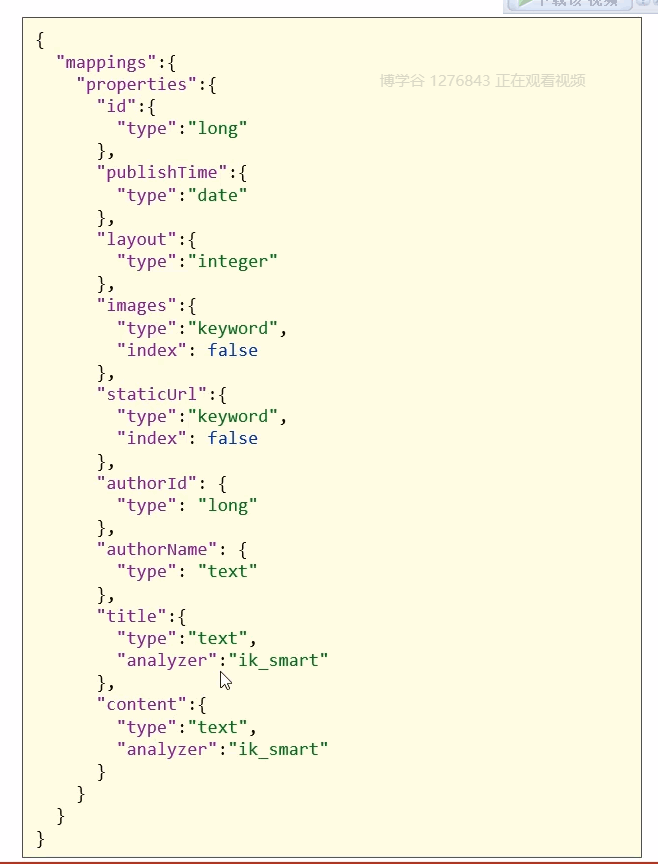 下载该视频
{
"mappings":{
博学谷 1276843 正在观看视频
"properties":{
"id":{
"type":"long"
},
"publishTime":{
"type":"date"
},
"layout":{
"type":"integer"
},
"images":{
"type":"keyword",
"index": false
},
"staticUrl":{
"type":"keyword",
"index": false
},
"authorId": {
"type": "long"
},
"authorName": {
"type": "text"
},
"title":{
"type":"text",
"analyzer":"ik_smart"
},
"content":{
"type":"text",
"analyzer":"ik_smart"
}
}
}
}